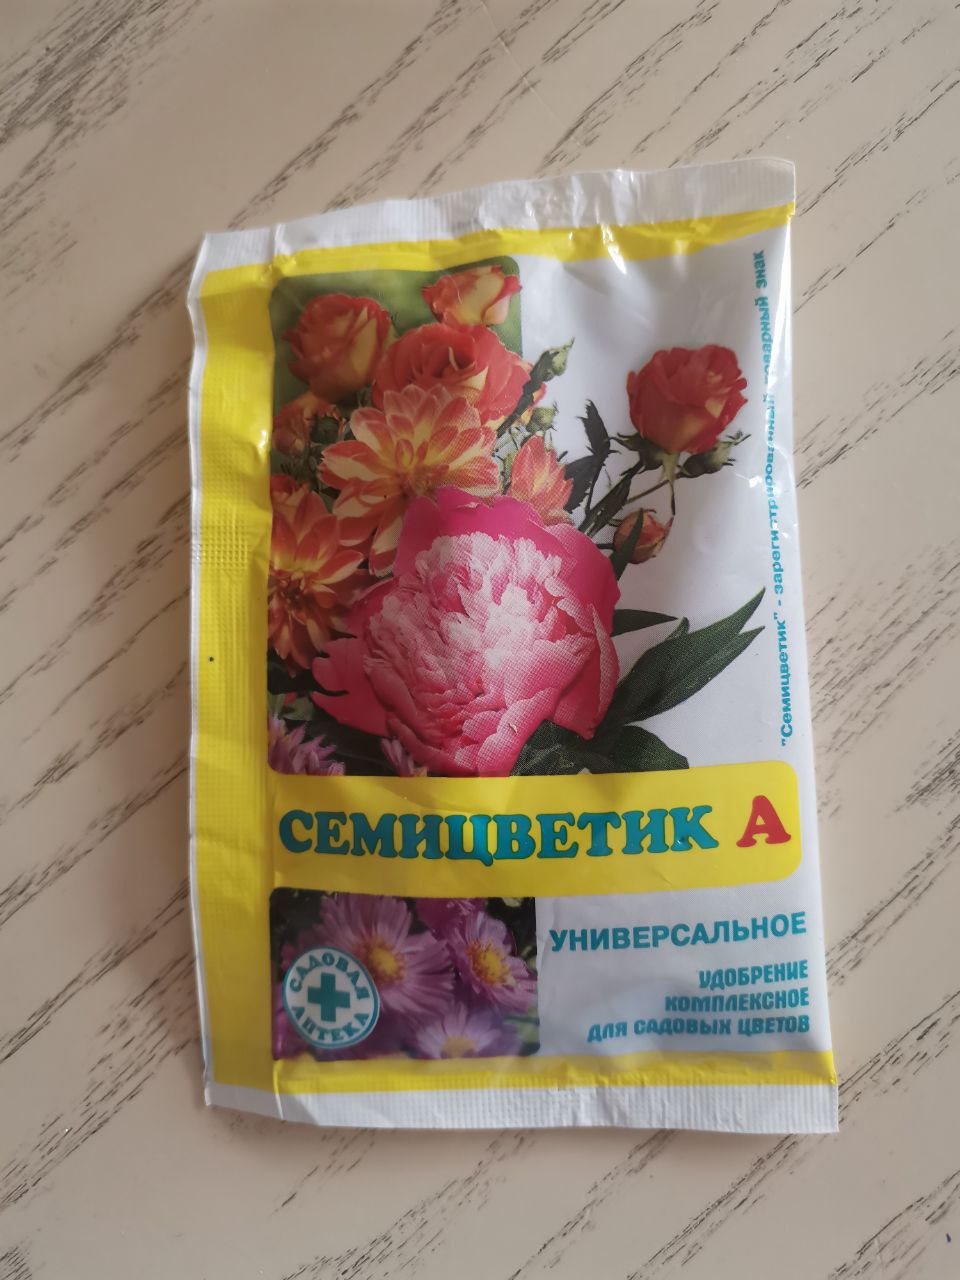 "Семицветик" - зарегистрированный товарный знак
СЕМИЦВЕТИК А
УНИВЕРСАЛЬНОЕ
УДОБРЕНИЕ
КОМПЛЕКСНОЕ
ДЛЯ САДОВЫХ ЦВЕТОВ
САДОВАЯ
АПТЕКА